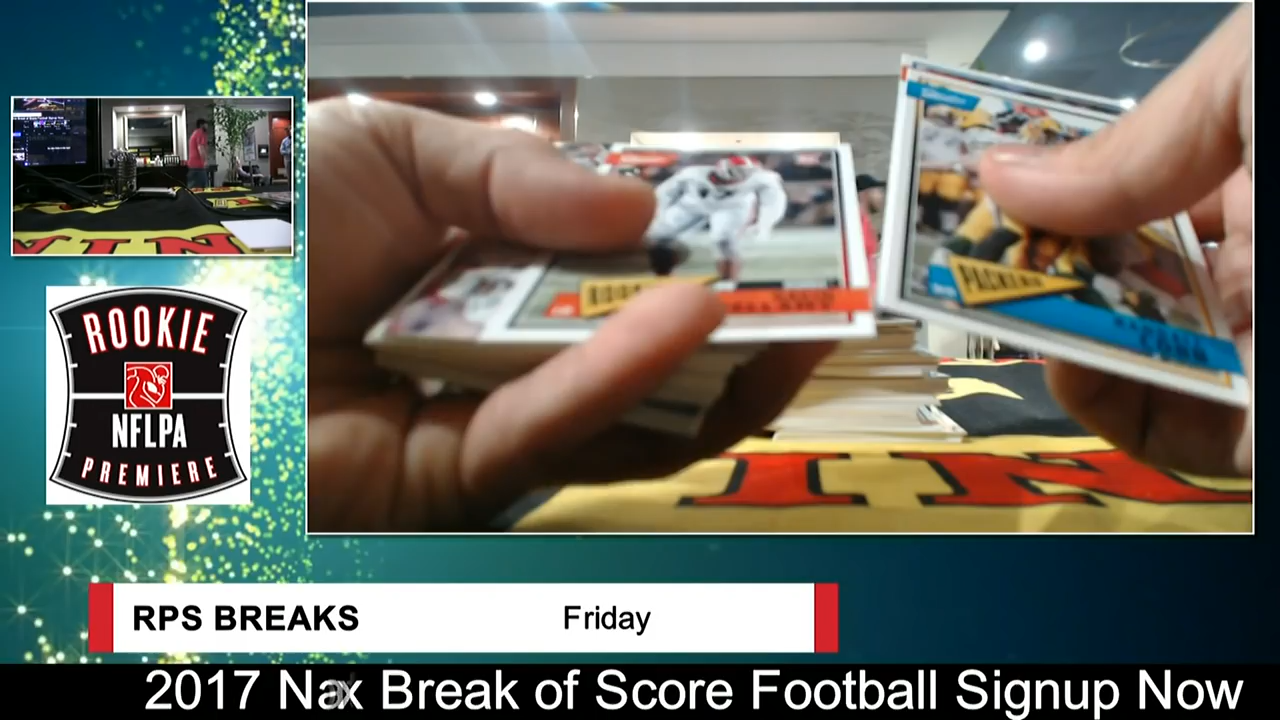 ROOKIE
NFLPA
PREMIERE
PACKERS
RPS BREAKS
Friday
2017 Nax Break of Score Football Signup Now